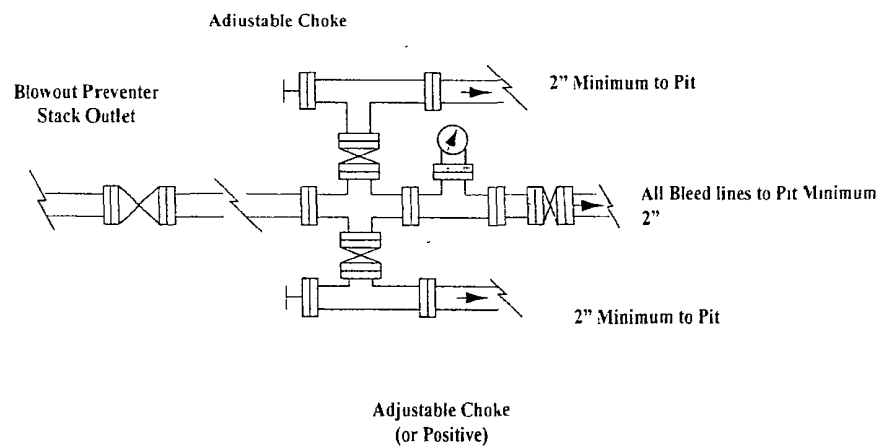 Adjustable Choke
2” Minimum to Pit
Blowout Preventer
Stack Outlet
All Bleed lines to Pit Minimum
2”
2” Minimum to Pit
Adjustable Choke
(or Positive)